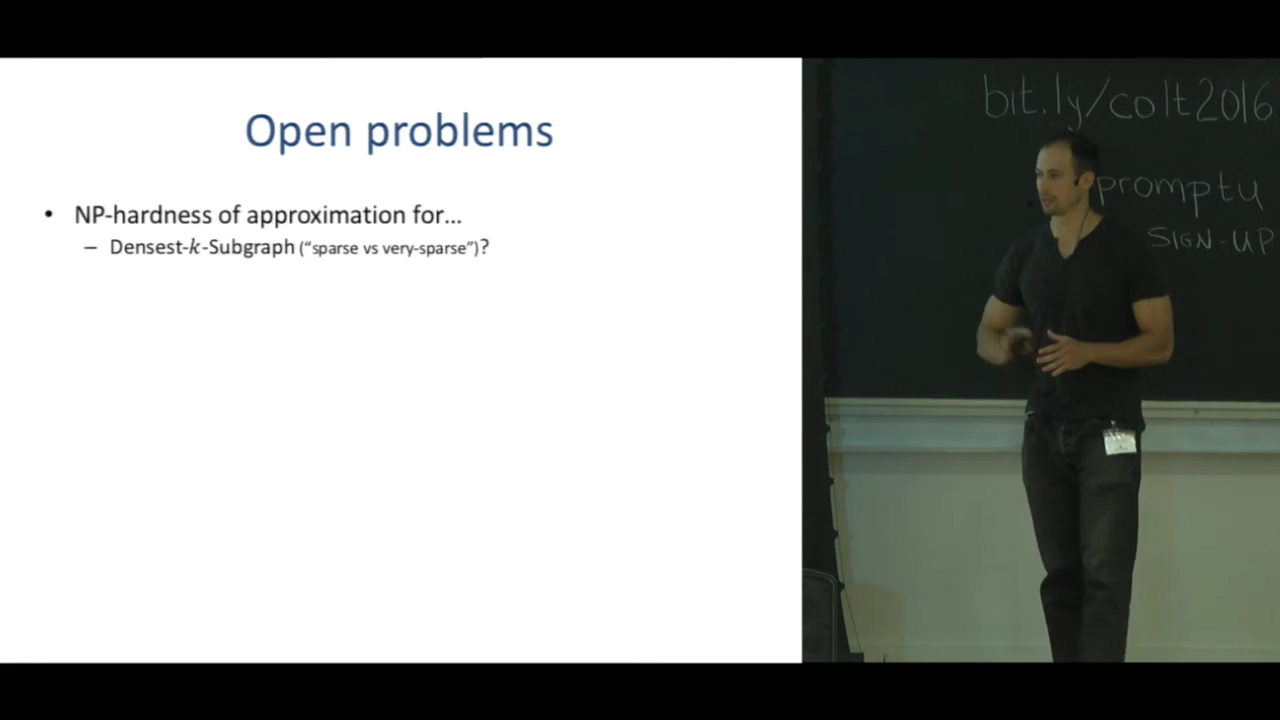 Open problems
• NP-hardness of approximation for...
– Densest-k-Subgraph ("sparse vs very-sparse")?
bit.ly/colt2016
promptu
SIGN-UP